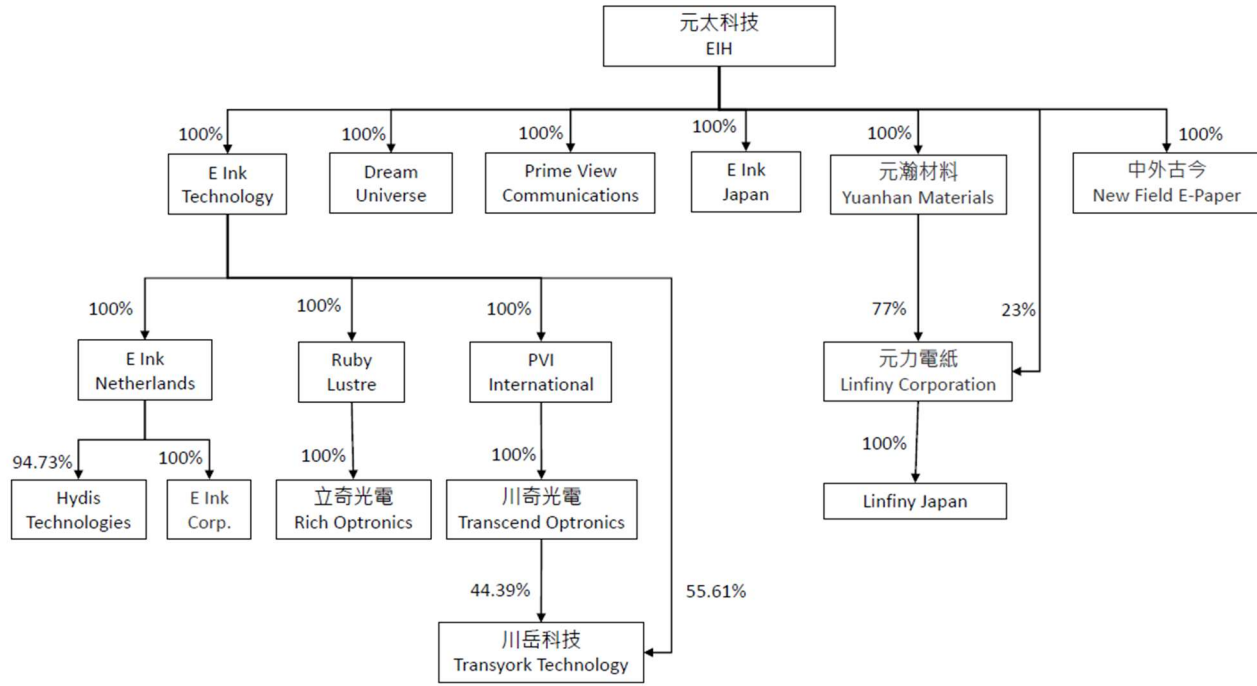 元太科技
EIH
100%
100%
100%
100%
100%
100%
E Ink
Technology
Dream
Universe
Prime View
Communications
E Ink
Japan
元瀚材料
Yuanhan Materials
中外古今
New Field E-Paper
100%
100%
100%
77%
23%
E Ink
Netherlands
Ruby
Lustre
PVI
International
元力電紙
Linfiny Corporation
94.73%
100%
100%
100%
100%
Hydis
Technologies
E Ink
Corp.
立奇光電
Rich Optronics
川奇光電
Transcend Optronics
Linfiny Japan
44.39%
55.61%
川岳科技
Transyork Technology